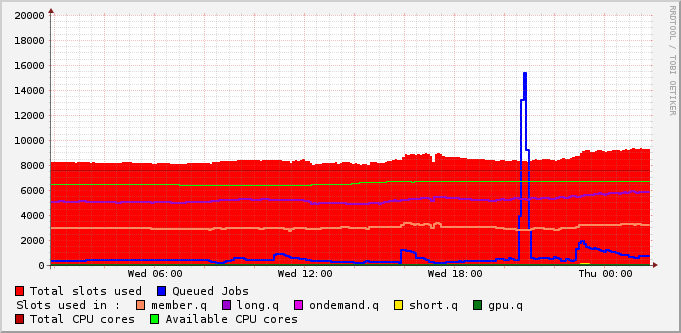 20000
18000
16000
14000
12000
10000
8000
6000
4000
2000
0
Wed 06:00 Wed 12:00 Wed 18:00 Thu 00:00
RRDTOOL / TOBI OETIKER
Total slots used Queued Jobs
Slots used in : member.q long.q ondemand.q short.q gpu.q
Total CPU cores Available CPU cores